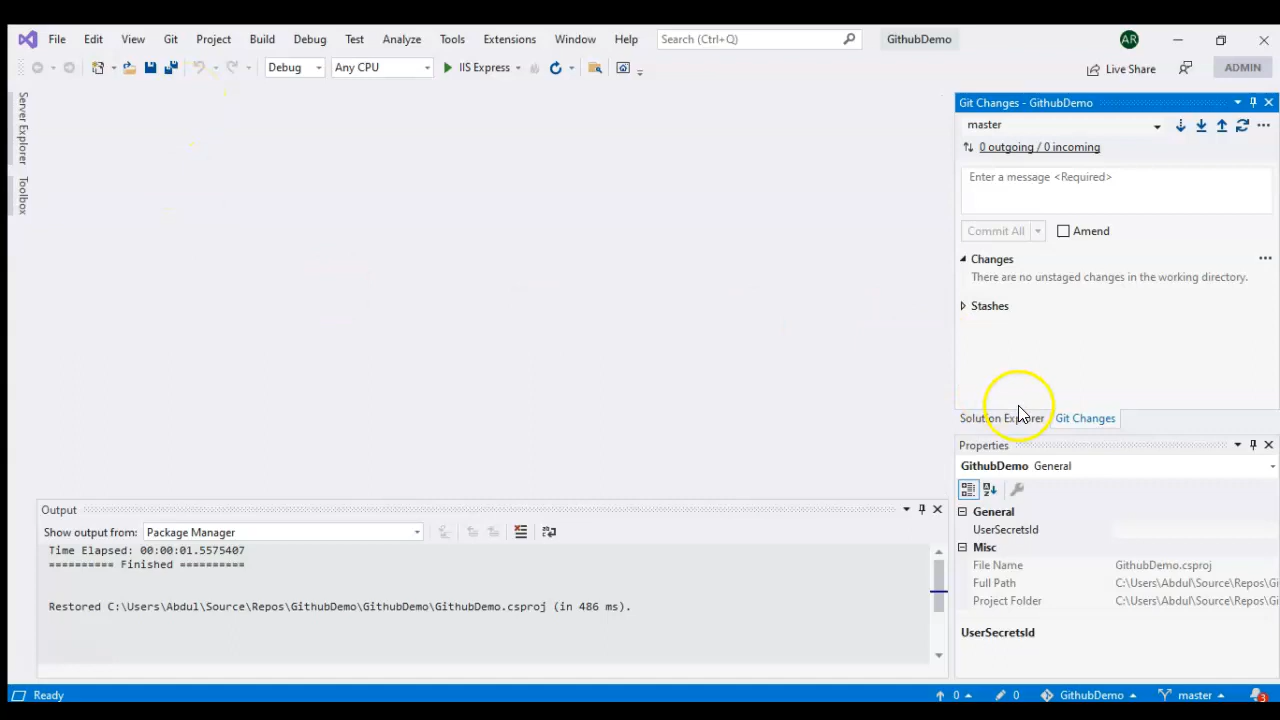 File Edit View Git Project Build Debug Test Analyze Tools Extensions Window Help Search (Ctrl+Q) GithubDemo AR
Debug Any CPU IIS Express Live Share ADMIN
Server Explorer
Toolbox
Git Changes - GithubDemo
master
0 outgoing / 0 incoming
Enter a message <Required>
Commit All Amend
Changes
There are no unstaged changes in the working directory.
Stashes
Solution Explorer Git Changes
Properties
GithubDemo General
General
UserSecretsId
Misc
File Name GithubDemo.csproj
Full Path C:\Users\Abdul\Source\Repos\Gi
Project Folder C:\Users\Abdul\Source\Repos\Gi
UserSecretsId
Output
Show output from: Package Manager
Time Elapsed: 00:00:01.5575407
========== Finished ==========
Restored C:\Users\Abdul\Source\Repos\GithubDemo\GithubDemo\GithubDemo.csproj (in 486 ms).
Ready 0 0 GithubDemo master 3